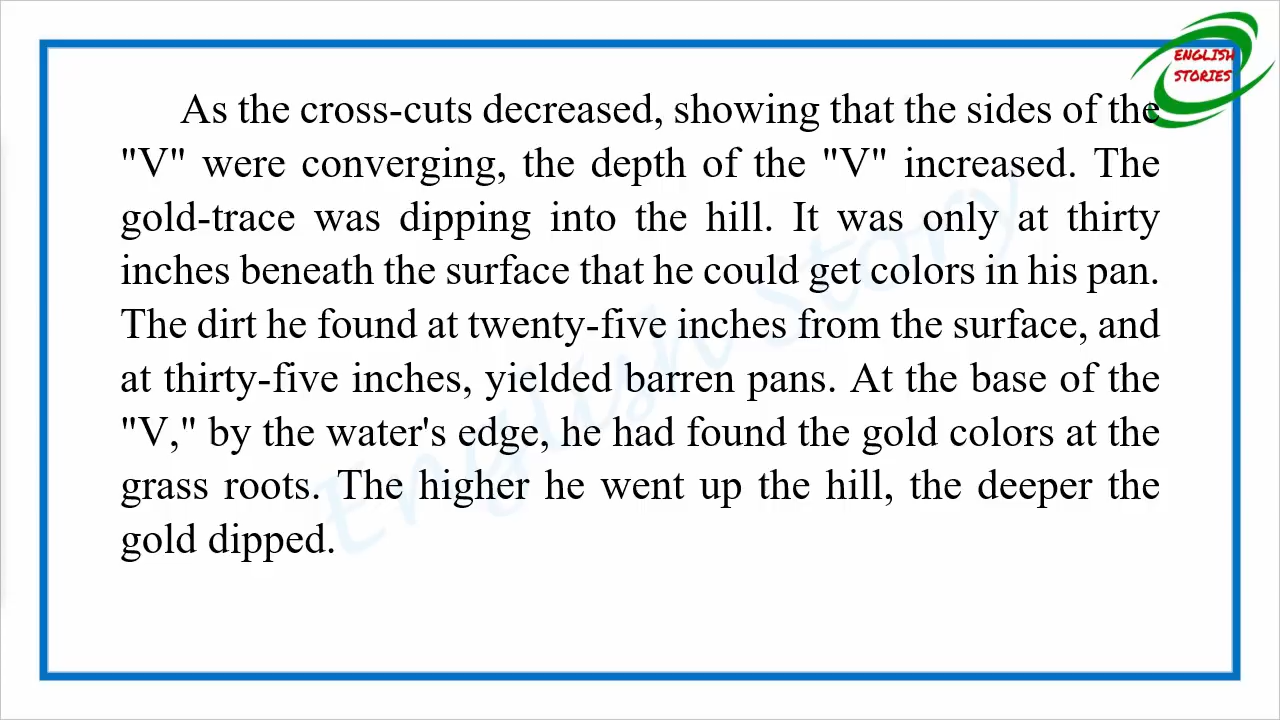 ENGLISH
STORIES
As the cross-cuts decreased, showing that the sides of the
"V" were converging, the depth of the "V" increased. The
gold-trace was dipping into the hill. It was only at thirty
inches beneath the surface that he could get colors in his pan.
The dirt he found at twenty-five inches from the surface, and
at thirty-five inches, yielded barren pans. At the base of the
"V," by the water's edge, he had found the gold colors at the
grass roots. The higher he went up the hill, the deeper the
gold dipped.
English Story